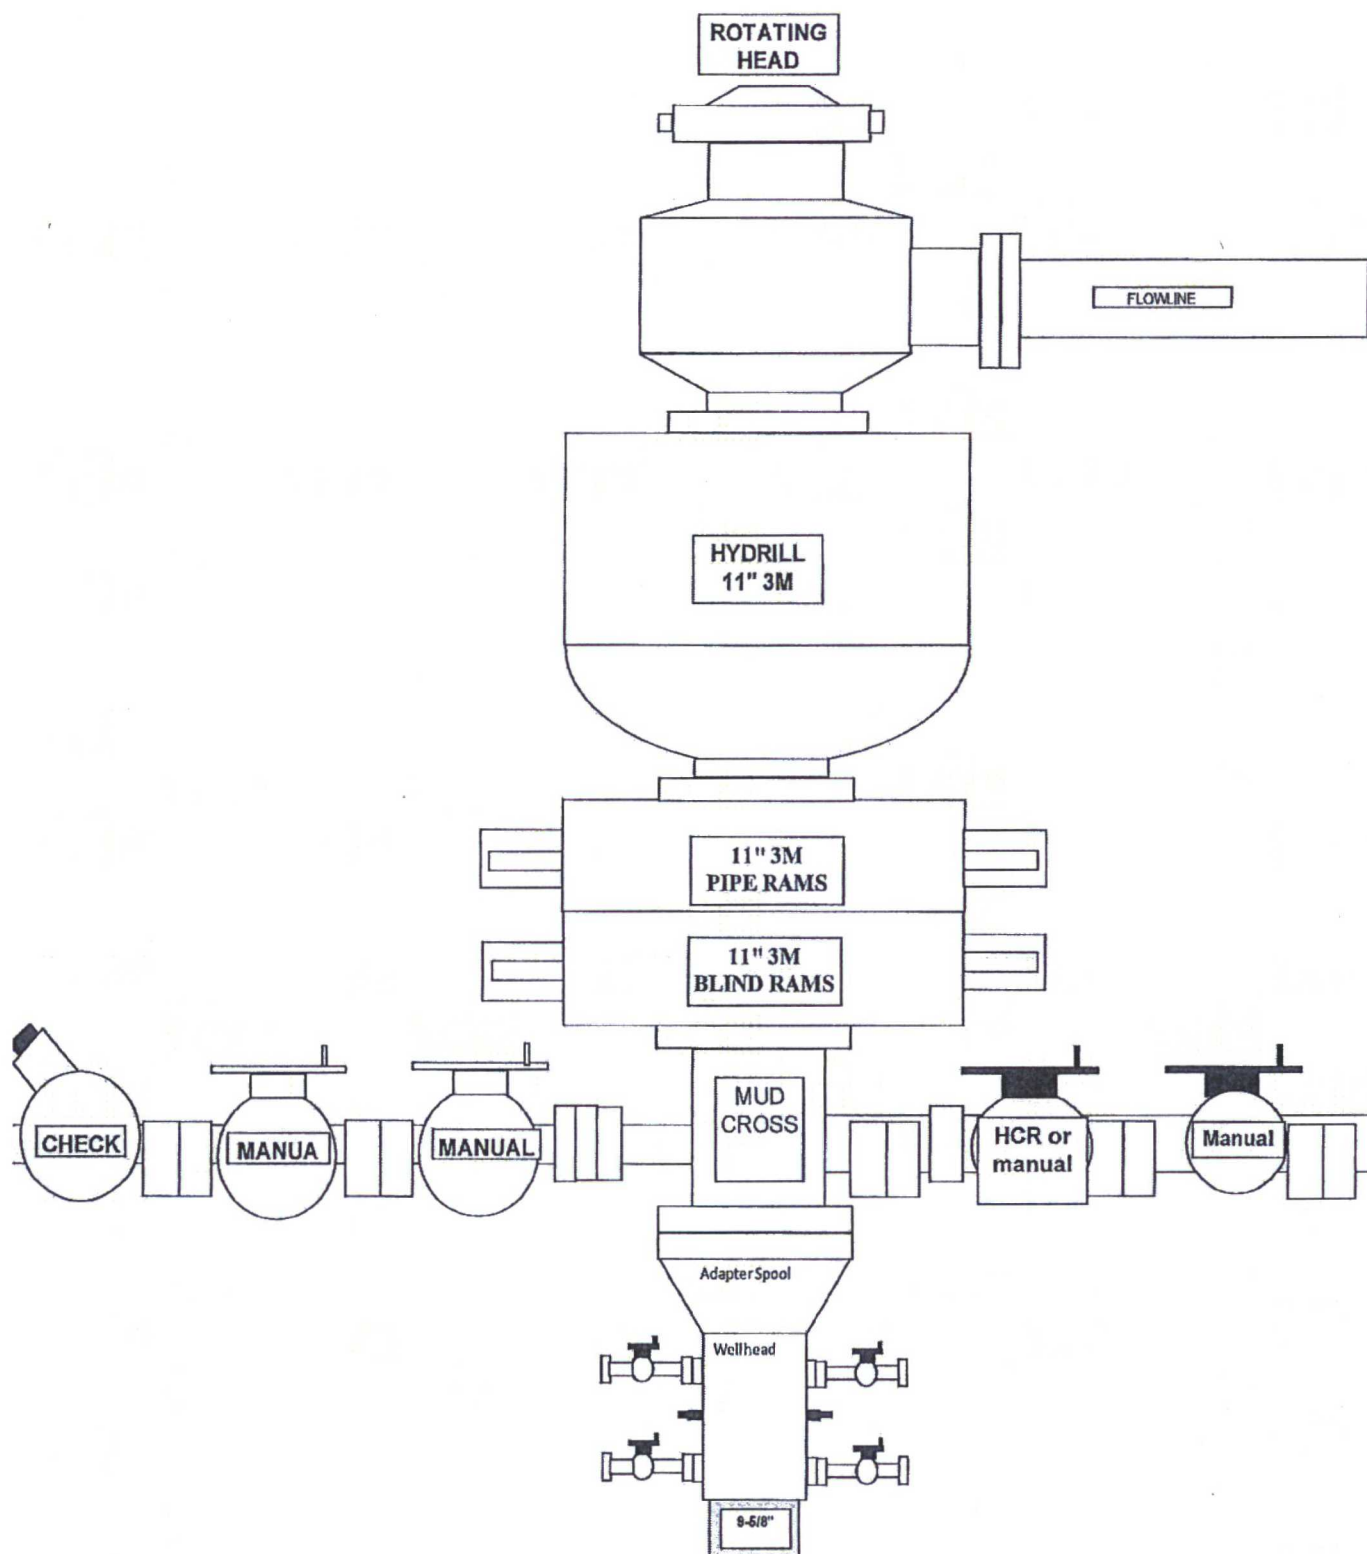 ROTATING
HEAD
FLOWLINE
HYDRILL
11" 3M
11" 3M
PIPE RAMS
11" 3M
BLIND RAMS
MUD
CROSS
CHECK
MANUA
MANUAL
HCR or
manual
Manual
Adapter Spool
Wellhead
9-5/8"